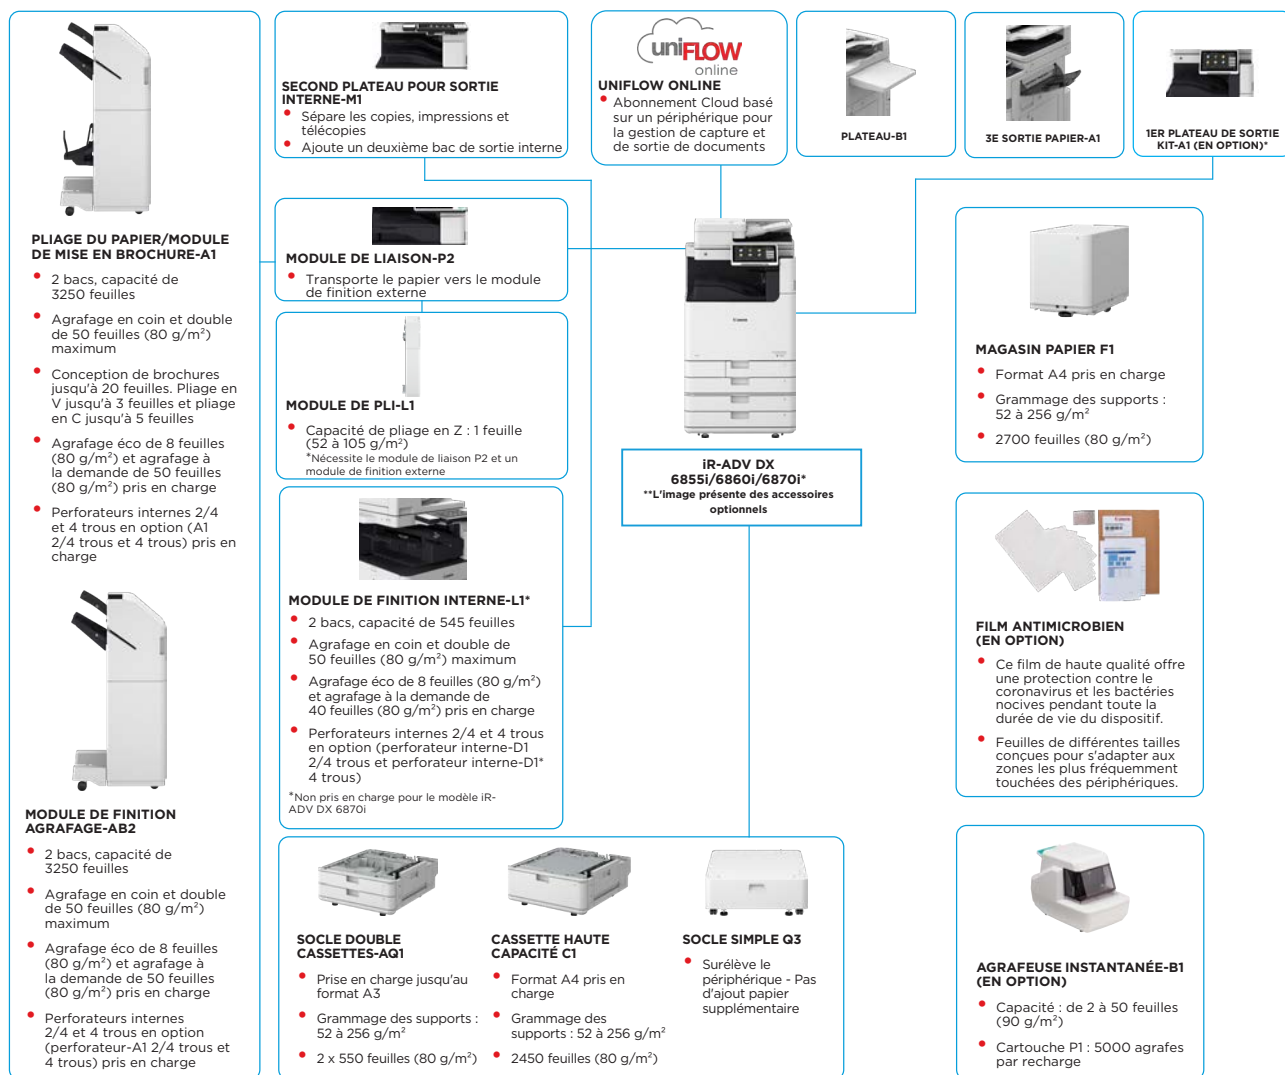 PLIAGE DU PAPIER/MODULE
DE MISE EN BROCHURE-A1
• 2 bacs, capacité de
3250 feuilles
• Agrafage en coin et double
de 50 feuilles (80 g/m²)
maximum
• Conception de brochures
jusqu'à 20 feuilles. Pliage en
V jusqu'à 3 feuilles et pliage
en C jusqu'à 5 feuilles
• Agrafage éco de 8 feuilles
(80 g/m²) et agrafage à
la demande de 50 feuilles
(80 g/m²) pris en charge
• Perforateurs internes 2/4
et 4 trous en option (A1
2/4 trous et 4 trous) pris en
charge
MODULE DE FINITION
AGRAFAGE-AB2
• 2 bacs, capacité de
3250 feuilles
• Agrafage en coin et double
de 50 feuilles (80 g/m²)
maximum
• Agrafage éco de 8 feuilles
(80 g/m²) et agrafage à
la demande de 50 feuilles
(80 g/m²) pris en charge
• Perforateurs internes
2/4 et 4 trous en option
(perforateur-A1 2/4 trous et
4 trous) pris en charge
SECOND PLATEAU POUR SORTIE
INTERNE-M1
• Sépare les copies, impressions et
télécopies
• Ajoute un deuxième bac de sortie interne
MODULE DE LIAISON-P2
• Transporte le papier vers le module
de finition externe
MODULE DE PLI-L1
• Capacité de pliage en Z : 1 feuille
(52 à 105 g/m²)
*Nécessite le module de liaison P2 et un
module de finition externe
MODULE DE FINITION INTERNE-L1*
• 2 bacs, capacité de 545 feuilles
• Agrafage en coin et double de
50 feuilles (80 g/m²) maximum
• Agrafage éco de 8 feuilles (80 g/m²)
et agrafage à la demande de
40 feuilles (80 g/m²) pris en charge
• Perforateurs internes 2/4 et 4 trous
en option (perforateur interne-D1
2/4 trous et perforateur interne-D1*
4 trous)
*Non pris en charge pour le modèle iR-
ADV DX 6870i
uniFLOW
online
UNIFLOW ONLINE
• Abonnement Cloud basé
sur un périphérique pour
la gestion de capture et
de sortie de documents
PLATEAU-B1
3E SORTIE PAPIER-A1
1ER PLATEAU DE SORTIE
KIT-A1 (EN OPTION)*
Canon
iR-ADV DX
6855i/6860i/6870i*
**L'image présente des accessoires
optionnels
MAGASIN PAPIER F1
• Format A4 pris en charge
• Grammage des supports :
52 à 256 g/m²
• 2700 feuilles (80 g/m²)
FILM ANTIMICROBIEN
(EN OPTION)
• Ce film de haute qualité offre
une protection contre le
coronavirus et les bactéries
nocives pendant toute la
durée de vie du dispositif.
• Feuilles de différentes tailles
conçues pour s'adapter aux
zones les plus fréquemment
touchées des périphériques.
SOCLE DOUBLE
CASSETTES-AQ1
• Prise en charge jusqu'au
format A3
• Grammage des supports :
52 à 256 g/m²
• 2 x 550 feuilles (80 g/m²)
CASSETTE HAUTE
CAPACITÉ C1
• Format A4 pris en
charge
• Grammage des
supports : 52 à 256 g/m²
• 2450 feuilles (80 g/m²)
SOCLE SIMPLE Q3
• Surélève le
périphérique - Pas
d'ajout papier
supplémentaire
AGRAFEUSE INSTANTANÉE-B1
(EN OPTION)
• Capacité : de 2 à 50 feuilles
(90 g/m²)
• Cartouche P1 : 5000 agrafes
par recharge